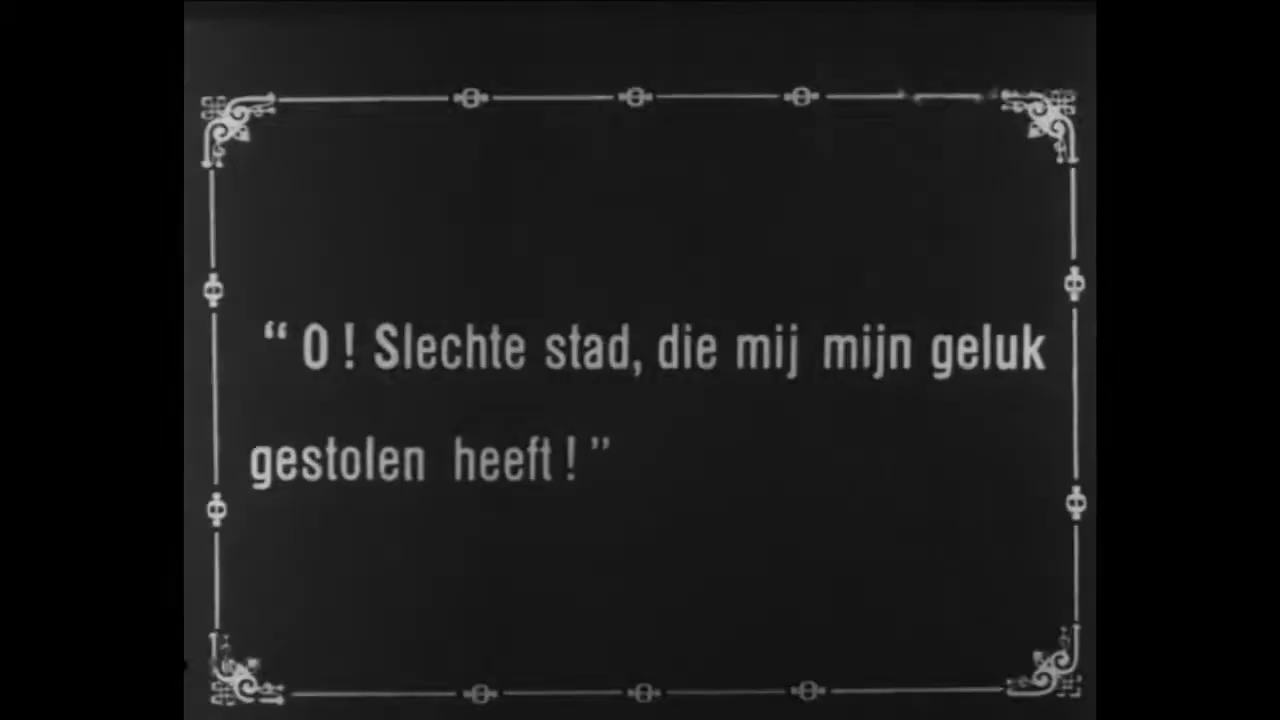 “ O ! Slechte stad, die mij mijn geluk
gestolen heeft ! ”